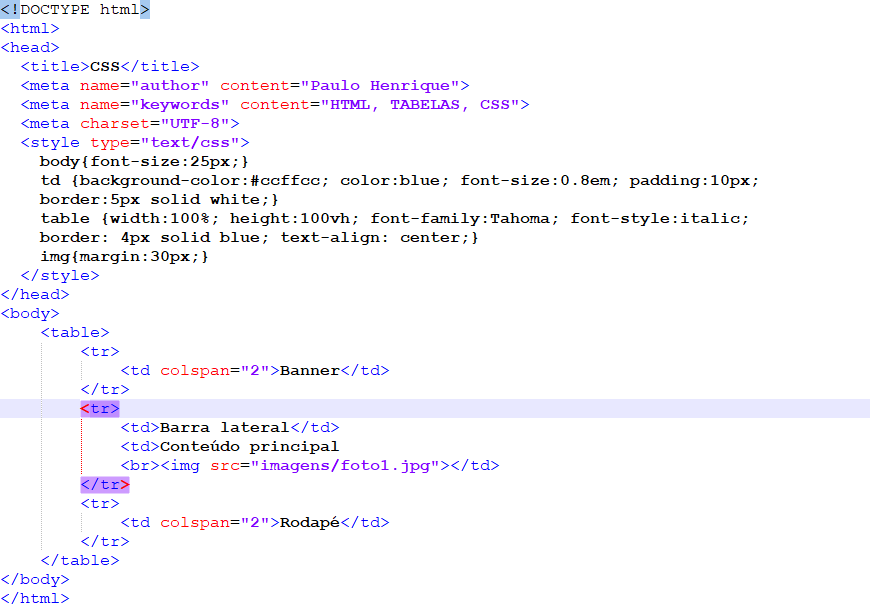 <!DOCTYPE html>
<html>
<head>
<title>CSS</title>
<meta name="author" content="Paulo Henrique">
<meta name="keywords" content="HTML, TABELAS, CSS">
<meta charset="UTF-8">
<style type="text/css">
body{font-size:25px;}
td {background-color:#ccffcc; color:blue; font-size:0.8em; padding:10px;
border:5px solid white;}
table {width:100%; height:100vh; font-family:Tahoma; font-style:italic;
border: 4px solid blue; text-align: center;}
img{margin:30px;}
</style>
</head>
<body>
<table>
<tr>
<td colspan="2">Banner</td>
</tr>
<tr>
<td>Barra lateral</td>
<td>Conteúdo principal
<br><img src="imagens/foto1.jpg"></td>
</tr>
<tr>
<td colspan="2">Rodapé</td>
</tr>
</table>
</body>
</html>